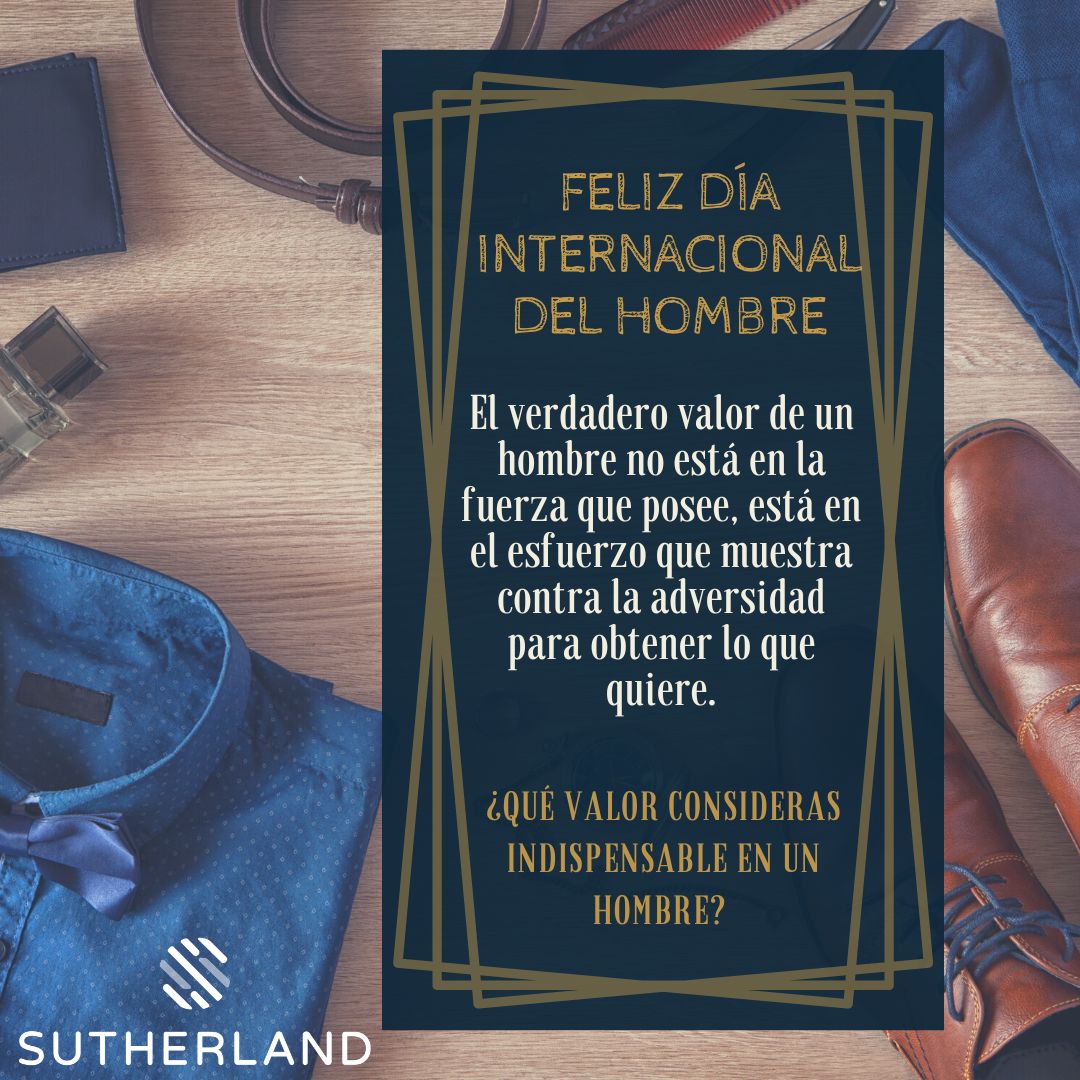 FELIZ DÍA
INTERNACIONAL
DEL HOMBRE
El verdadero valor de un
hombre no está en la
fuerza que posee, está en
el esfuerzo que muestra
contra la adversidad
para obtener lo que
quiere.
¿QUÉ VALOR CONSIDERAS
INDISPENSABLE EN UN
HOMBRE?
SUTHERLAND